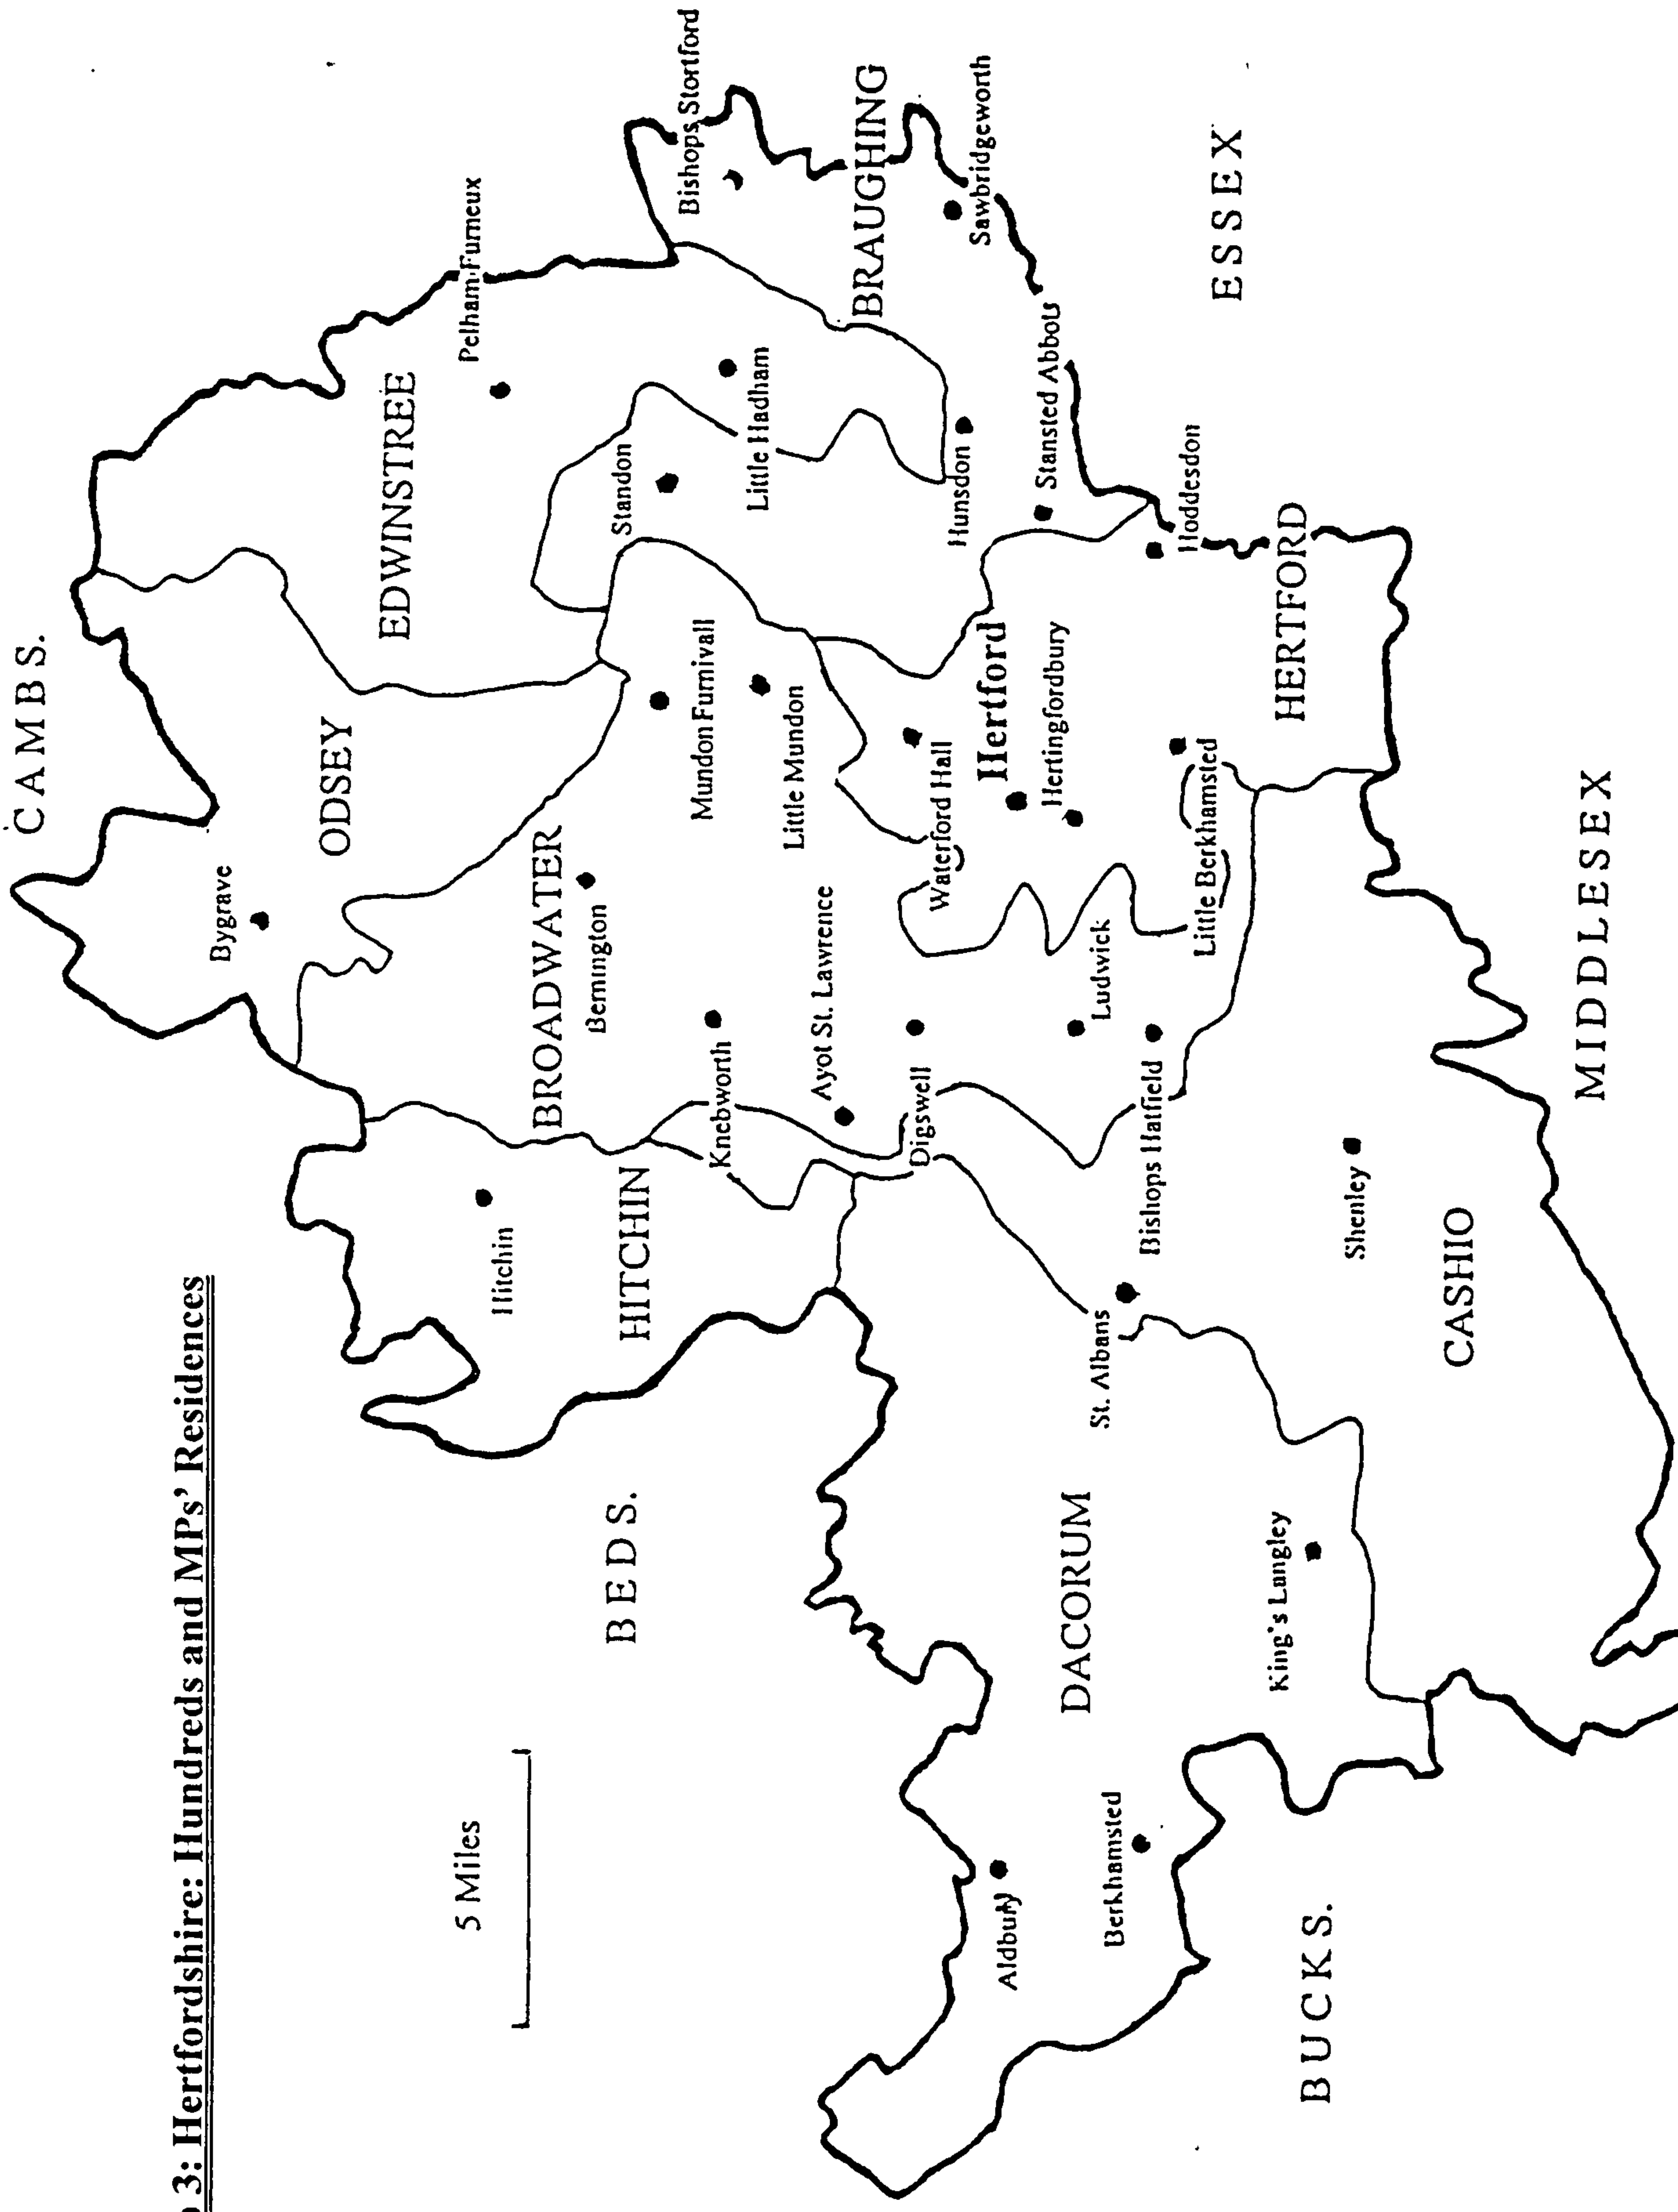 3: Hertfordshire: Hundreds and MPs' Residences
5 Miles
CAMBS.
BEDS.
BUCKS.
MIDDLESEX
ESSEX
ODSEY
EDWINSTREE
BROADWATER
HITCHIN
BRAUGHING
HERTFORD
DACORUM
CASHIO
Bygrave
Pelham Furneux
Bishops Stortford
Hitchin
Bennington
Standon
Little Hadham
Mundon Furnivall
Little Mundon
Knebworth
Ayot St. Lawrence
Sawbridgeworth
Hunsdon
Stansted Abbots
Waterford Hall
Digswell
Hertford
Hertingfordbury
Hoddesdon
Ludwick
Little Berkhamsted
Bishops Hatfield
St. Albans
Shenley
King's Langley
Aldbury
Berkhamsted